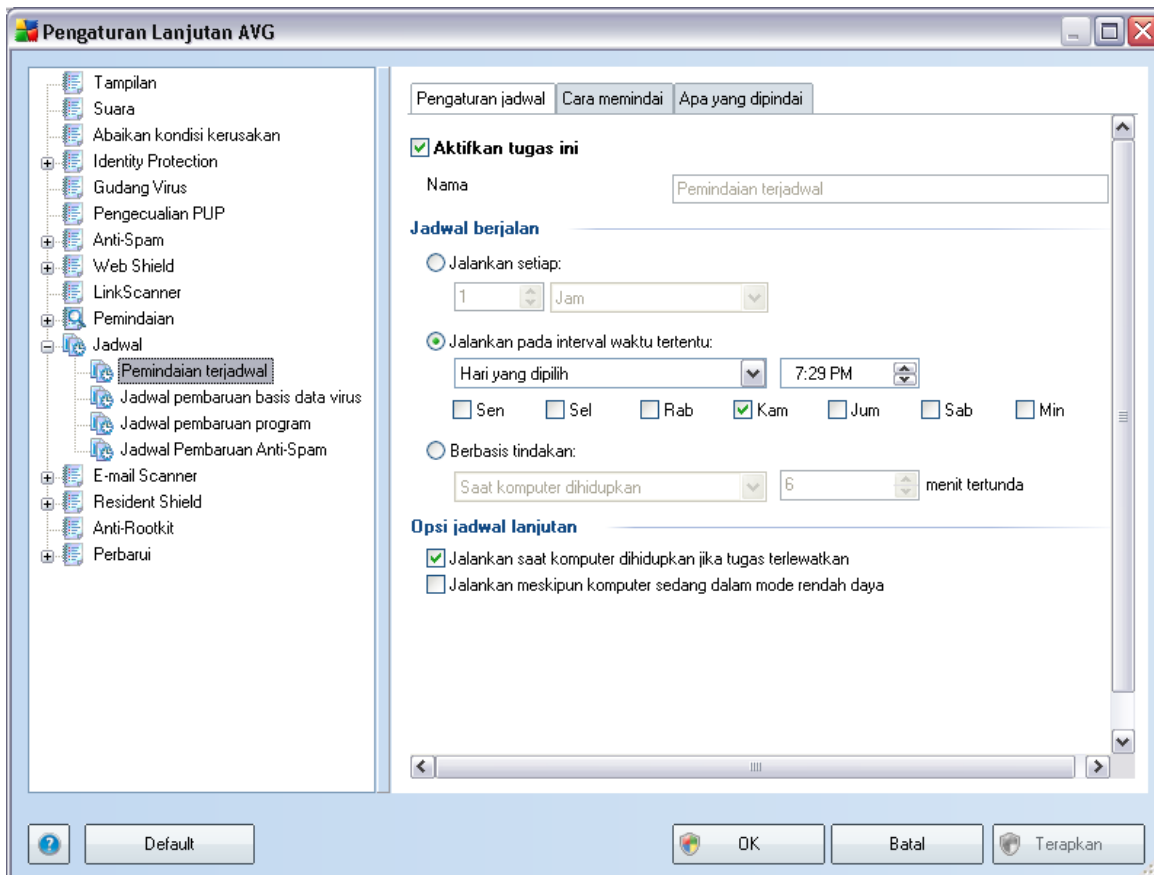 Pengaturan Lanjutan AVG
Tampilan
Suara
Abaikan kondisi kerusakan
Identity Protection
Gudang Virus
Pengecualian PUP
Anti-Spam
Web Shield
LinkScanner
Pemindaian
Jadwal
Pemindaian terjadwal
Jadwal pembaruan basis data virus
Jadwal pembaruan program
Jadwal Pembaruan Anti-Spam
E-mail Scanner
Resident Shield
Anti-Rootkit
Perbarui
Pengaturan jadwal Cara memindai Apa yang dipindai
Aktifkan tugas ini
Nama Pemindaian terjadwal
Jadwal berjalan
Jalankan setiap:
1 Jam
Jalankan pada interval waktu tertentu:
Hari yang dipilih 7:29 PM
Sen Sel Rab Kam Jum Sab Min
Berbasis tindakan:
Saat komputer dihidupkan 6 menit tertunda
Opsi jadwal lanjutan
Jalankan saat komputer dihidupkan jika tugas terlewatkan
Jalankan meskipun komputer sedang dalam mode rendah daya
? Default OK Batal Terapkan